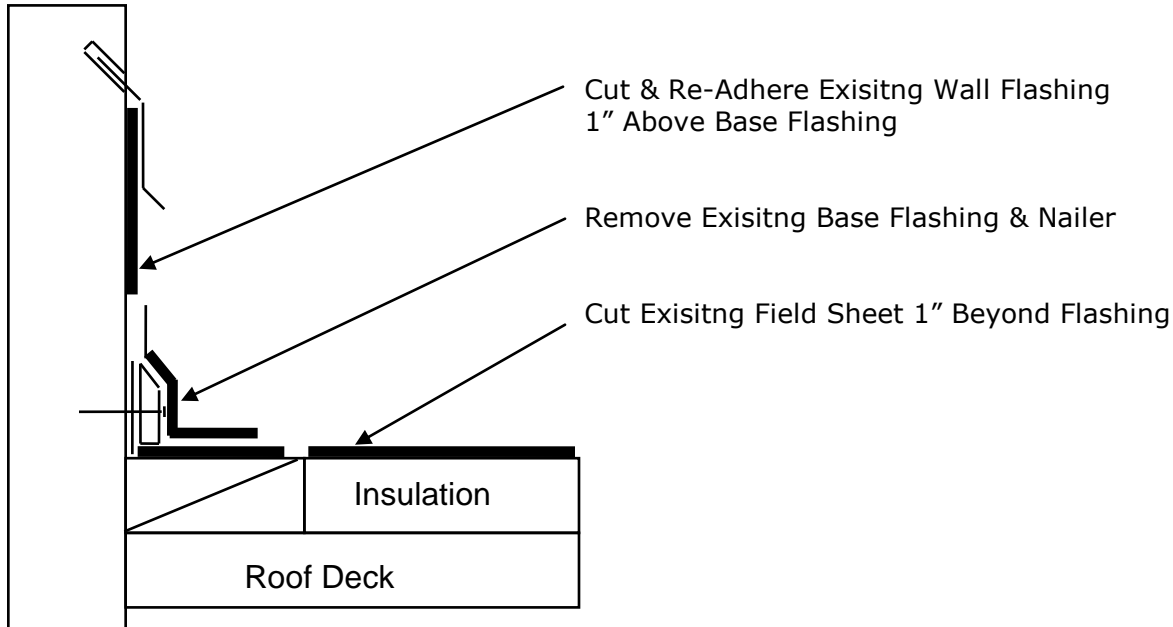 Cut & Re-Adhere Exisitng Wall Flashing
1” Above Base Flashing
Remove Exisitng Base Flashing & Nailer
Cut Exisitng Field Sheet 1” Beyond Flashing
Insulation
Roof Deck